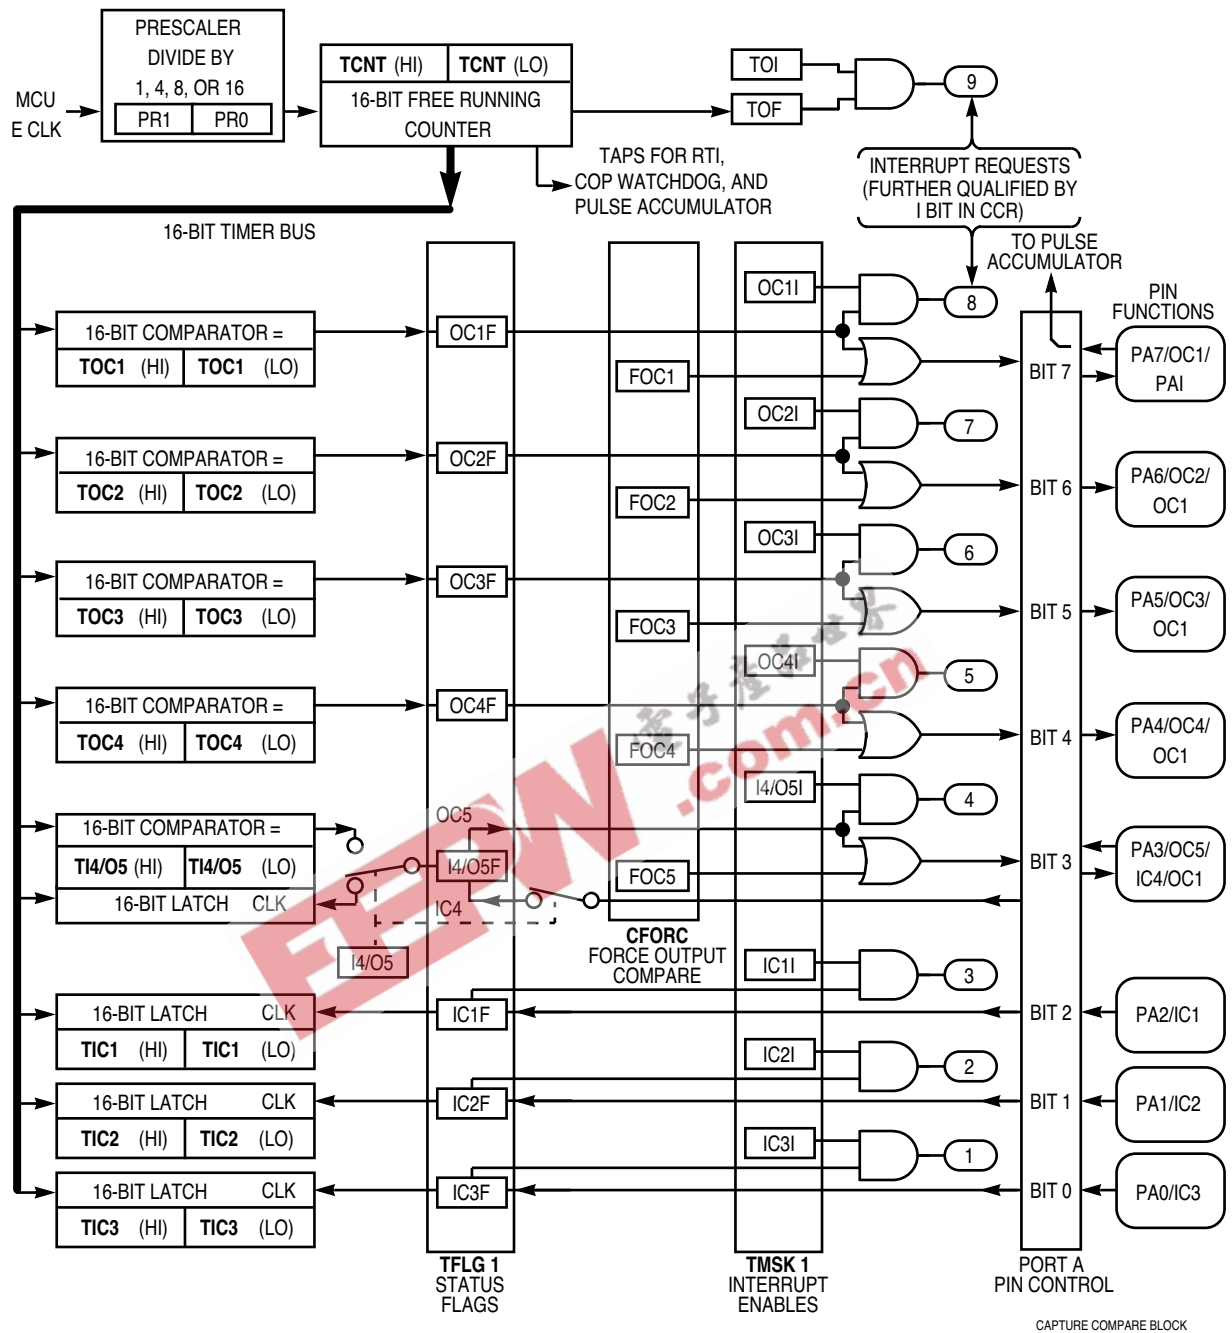 PRESCALER
DIVIDE BY
1, 4, 8, OR 16
PR1 PR0
MCU
E CLK
TCNT (HI) TCNT (LO)
16-BIT FREE RUNNING
COUNTER
TOI
TOF
9
TAPS FOR RTI,
COP WATCHDOG, AND
PULSE ACCUMULATOR
INTERRUPT REQUESTS
(FURTHER QUALIFIED BY
I BIT IN CCR)
16-BIT TIMER BUS
TO PULSE
ACCUMULATOR
PIN
FUNCTIONS
OC1I
8
16-BIT COMPARATOR =
TOC1 (HI) TOC1 (LO)
OC1F
FOC1
BIT 7
PA7/OC1/
PAI
OC2I
7
16-BIT COMPARATOR =
TOC2 (HI) TOC2 (LO)
OC2F
FOC2
BIT 6
PA6/OC2/
OC1
OC3I
6
16-BIT COMPARATOR =
TOC3 (HI) TOC3 (LO)
OC3F
FOC3
BIT 5
PA5/OC3/
OC1
OC4I
5
16-BIT COMPARATOR =
TOC4 (HI) TOC4 (LO)
OC4F
FOC4
BIT 4
PA4/OC4/
OC1
I4/O5I
4
16-BIT COMPARATOR =
TI4/O5 (HI) TI4/O5 (LO)
16-BIT LATCH CLK
OC5
I4/O5F
IC4
I4/O5
FOC5
BIT 3
PA3/OC5/
IC4/OC1
CFORC
FORCE OUTPUT
COMPARE
IC1I
3
16-BIT LATCH CLK
TIC1 (HI) TIC1 (LO)
IC1F
BIT 2
PA2/IC1
IC2I
2
16-BIT LATCH CLK
TIC2 (HI) TIC2 (LO)
IC2F
BIT 1
PA1/IC2
IC3I
1
16-BIT LATCH CLK
TIC3 (HI) TIC3 (LO)
IC3F
BIT 0
PA0/IC3
TFLG 1
STATUS
FLAGS
TMSK 1
INTERRUPT
ENABLES
PORT A
PIN CONTROL
CAPTURE COMPARE BLOCK
EEPW
.com.cn
電子產品世界